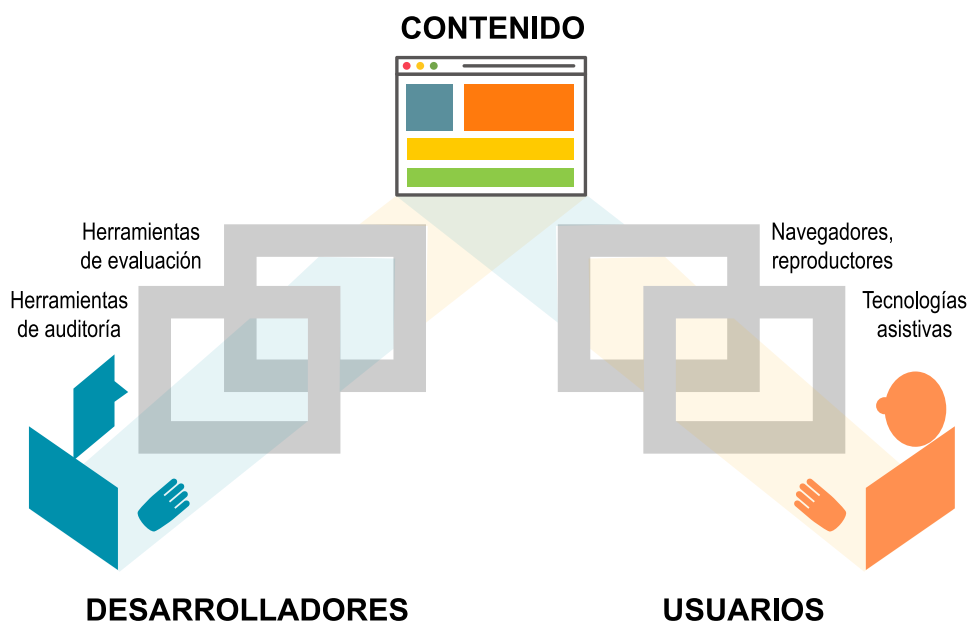 CONTENIDO
Herramientas
de evaluación
Herramientas
de auditoría
Navegadores,
reproductores
Tecnologías
asistivas
DESARROLLADORES
USUARIOS